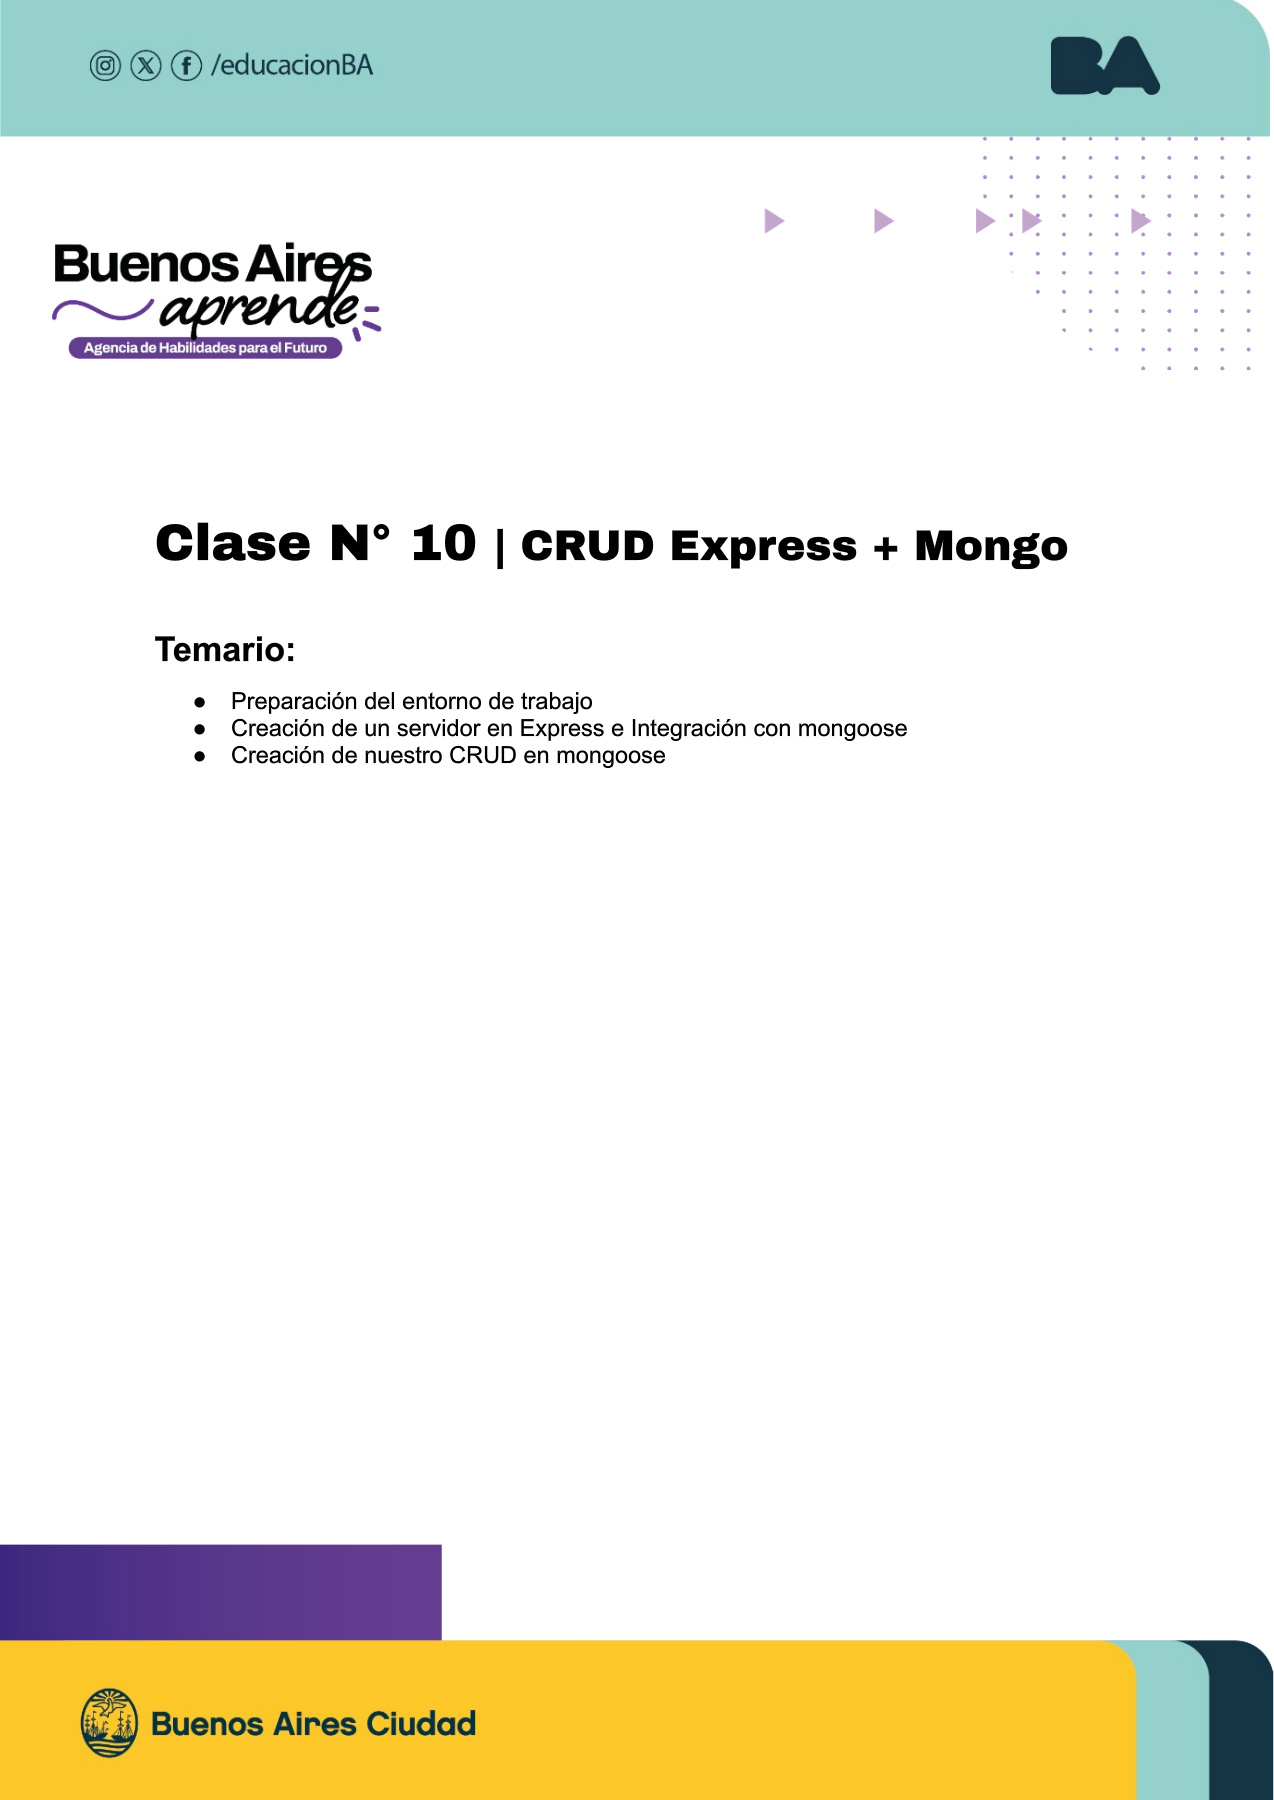 /educacionBA
BA
Buenos Aires
aprende
Agencia de Habilidades para el Futuro
Clase N° 10 | CRUD Express + Mongo
Temario:
● Preparación del entorno de trabajo
● Creación de un servidor en Express e Integración con mongoose
● Creación de nuestro CRUD en mongoose
Buenos Aires Ciudad